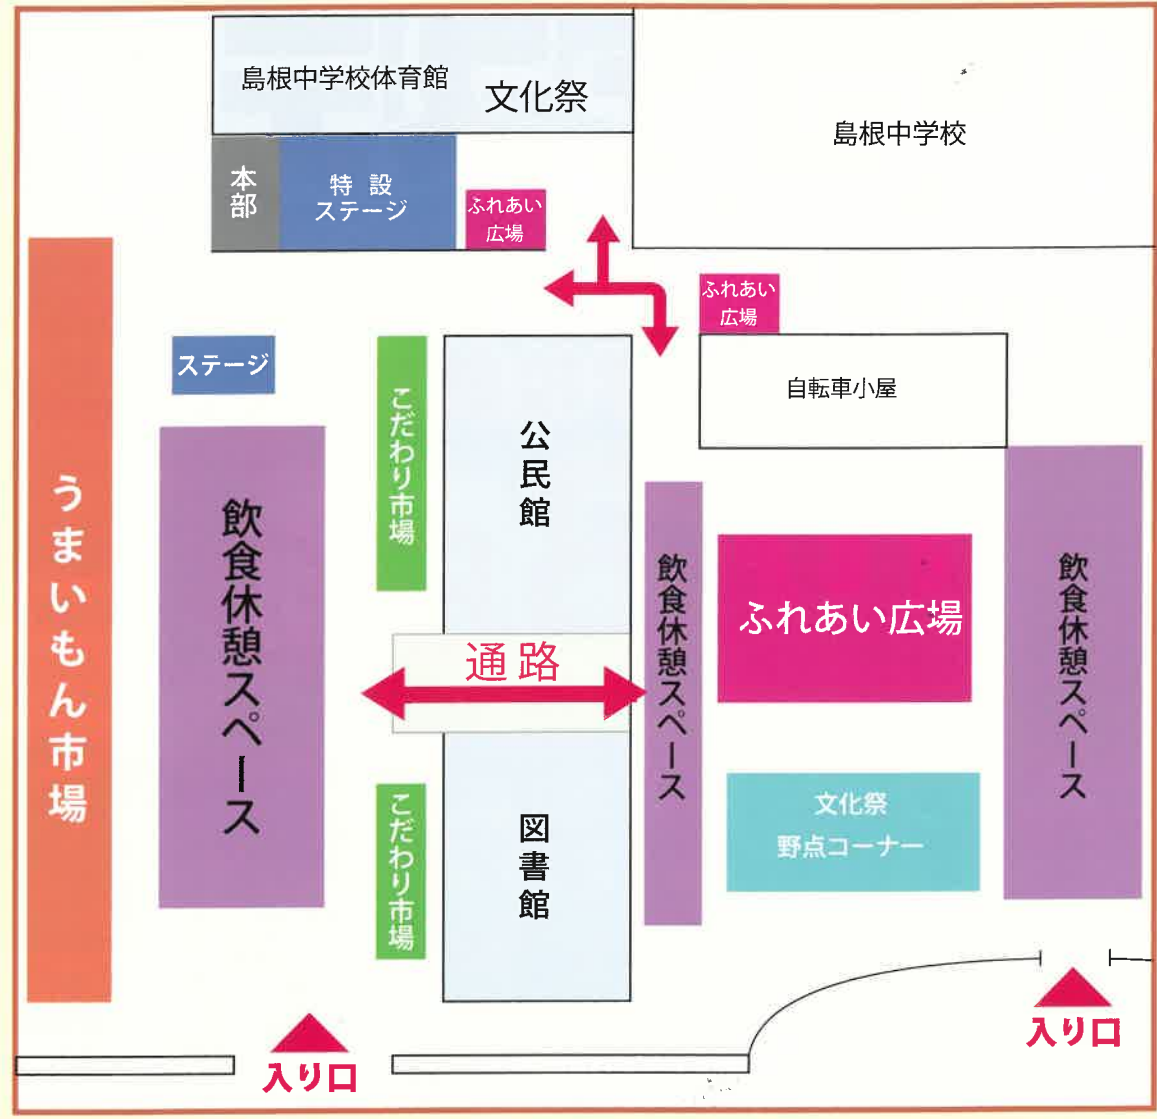 島根中学校体育館
文化祭
島根中学校
本部
特設
ステージ
ふれあい
広場
ふれあい
広場
ステージ
自転車小屋
こだわり市場
公民館
うまいもん市場
飲食休憩スペース
飲食休憩スペース
ふれあい広場
飲食休憩スペース
通路
こだわり市場
図書館
文化祭
野点コーナー
入り口
入り口